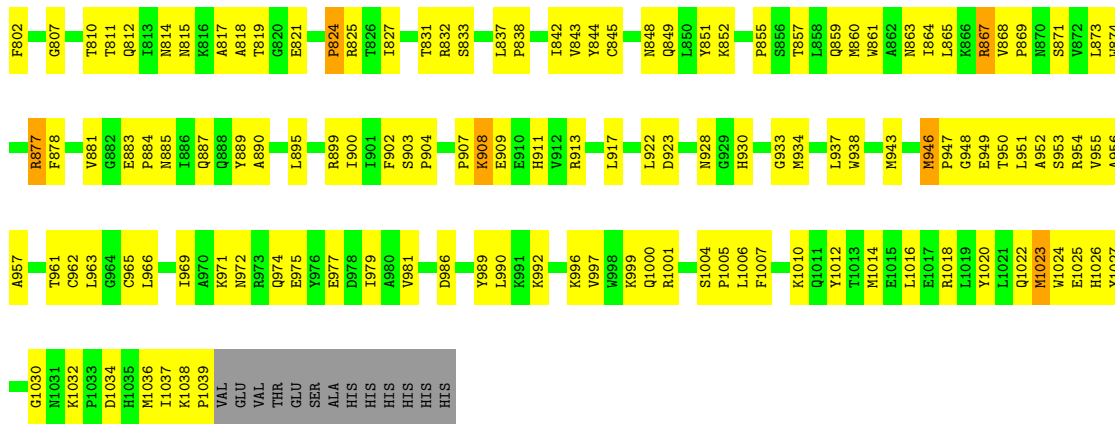 F802 G807 T810 T811 Q812 I813 N814 N815 K816 A817 A818 T819 G820 E821 P824 R825 T826 I827 T831 R832 S833 L837 P838 I842 V843 Y844 C845 N848 Q849 L850 Y851 K852 P855 S856 T857 L858 Q859 M860 W861 A862 N863 I864 L865 K866 R867 V868 P869 N870 S871 V872 L873 W874
R877 F878 V881 G882 E883 P884 N885 I886 Q887 Q888 Y889 A890 L895 R899 I900 I901 F902 S903 P904 P907 K908 E909 E910 H911 V912 R913 L917 L922 D923 N928 G929 H930 G933 M934 L937 W938 M943 M946 P947 G948 E949 T950 L951 A952 S953 R954 V955 A956
A957 T961 C962 L963 G964 C965 L966 I969 A970 K971 N972 R973 Q974 E975 Y976 E977 D978 I979 A980 V981 D986 Y989 L990 K991 K992 K996 V997 W998 K999 Q1000 R1001 S1004 P1005 L1006 F1007 K1010 Q1011 Y1012 T1013 M1014 E1015 L1016 E1017 R1018 L1019 Y1020 L1021 Q1022 M1023 W1024 E1025 H1026 Y1027
G1030 N1031 K1032 P1033 D1034 H1035 M1036 I1037 K1038 P1039 VAL GLU VAL THR GLU SER ALA HIS HIS HIS HIS HIS HIS